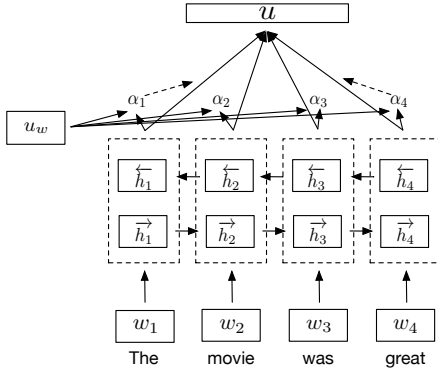 u
α₁ α₂ α₃ α₄
u_w
←h₁ ←h₂ ←h₃ ←h₄
→h₁ →h₂ →h₃ →h₄
w₁ w₂ w₃ w₄
The movie was great